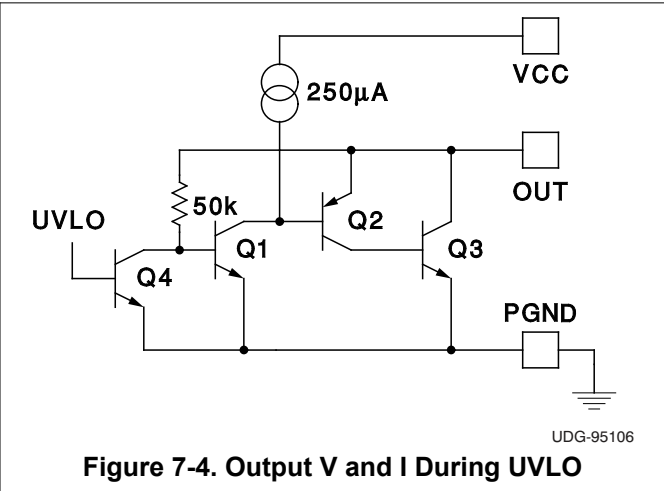 VCC
250µA
OUT
50k
UVLO
Q1
Q2
Q3
Q4
PGND
UDG-95106
Figure 7-4. Output V and I During UVLO